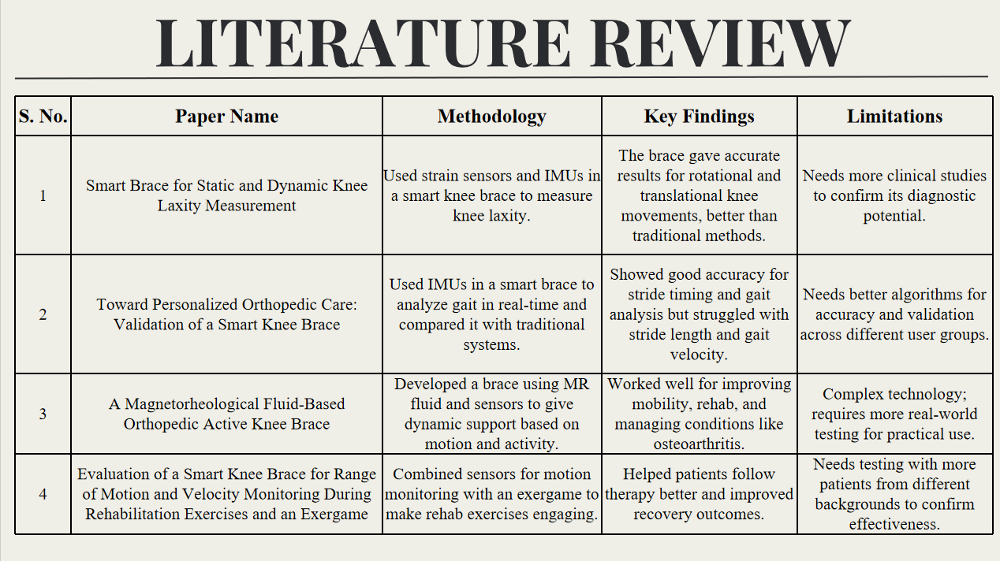 LITERATURE REVIEW
S. No.
Paper Name
Methodology
Key Findings
Limitations
1
Smart Brace for Static and Dynamic Knee
Laxity Measurement
Used strain sensors and IMUs in
a smart knee brace to measure
knee laxity.
The brace gave accurate
results for rotational and
translational knee
movements, better than
traditional methods.
Needs more clinical studies
to confirm its diagnostic
potential.
2
Toward Personalized Orthopedic Care:
Validation of a Smart Knee Brace
Used IMUs in a smart brace to
analyze gait in real-time and
compared it with traditional
systems.
Showed good accuracy for
stride timing and gait
analysis but struggled with
stride length and gait
velocity.
Needs better algorithms for
accuracy and validation
across different user groups.
3
A Magnetorheological Fluid-Based
Orthopedic Active Knee Brace
Developed a brace using MR
fluid and sensors to give
dynamic support based on
motion and activity.
Worked well for improving
mobility, rehab, and
managing conditions like
osteoarthritis.
Complex technology;
requires more real-world
testing for practical use.
4
Evaluation of a Smart Knee Brace for Range
of Motion and Velocity Monitoring During
Rehabilitation Exercises and an Exergame
Combined sensors for motion
monitoring with an exergame to
make rehab exercises engaging.
Helped patients follow
therapy better and improved
recovery outcomes.
Needs testing with more
patients from different
backgrounds to confirm
effectiveness.